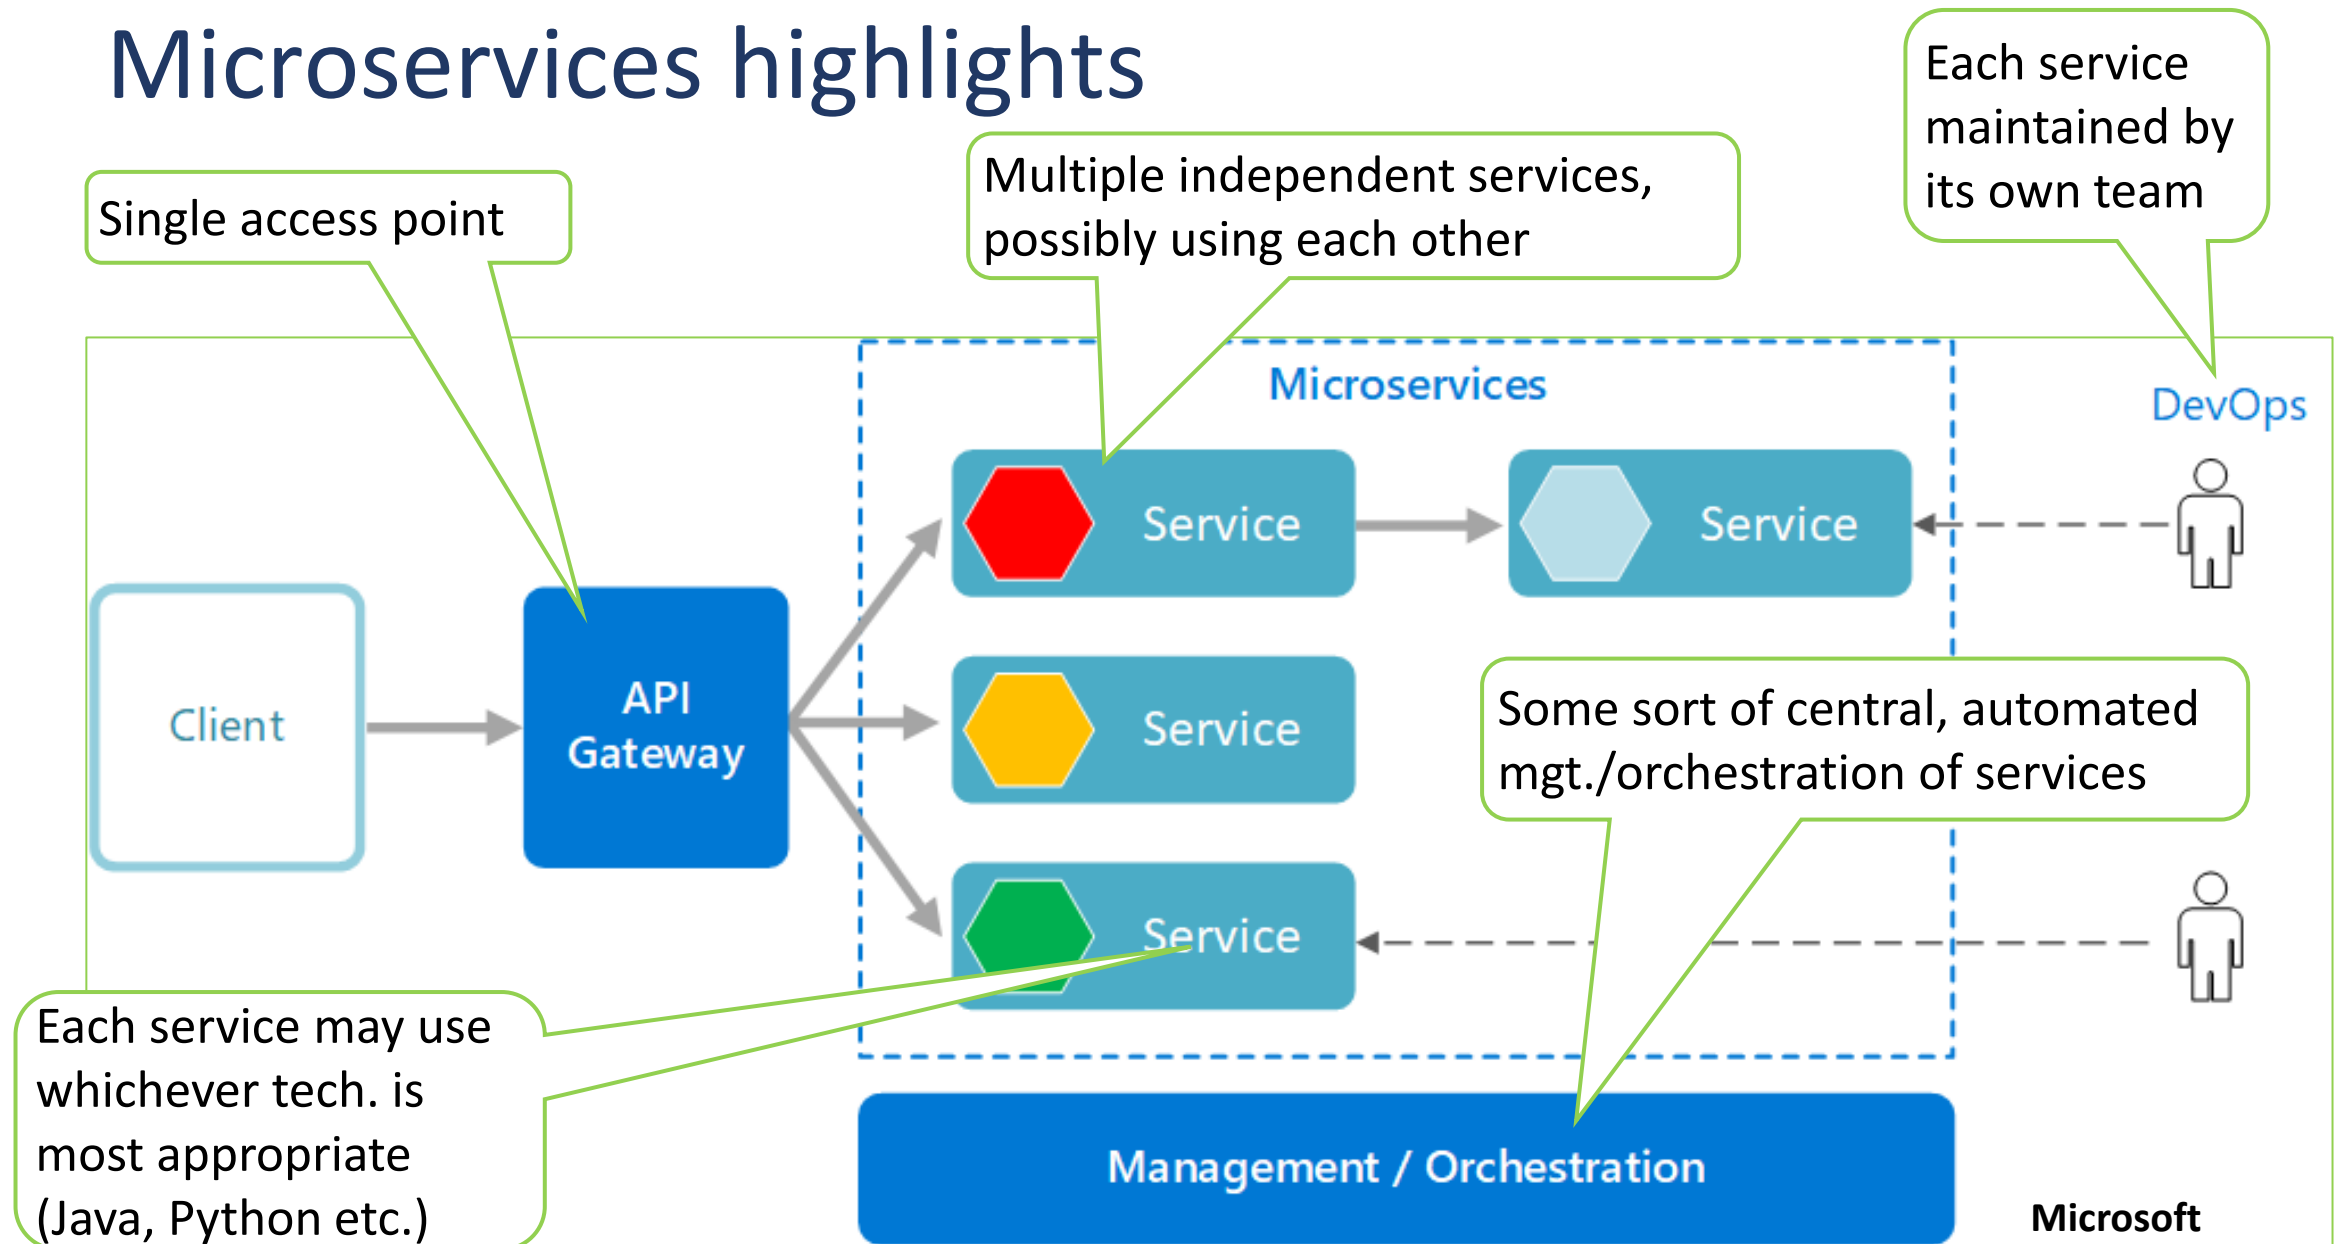 Microservices highlights
Each service
maintained by
its own team
Multiple independent services,
possibly using each other
Single access point
Microservices
DevOps
Service
Service
Client
API
Gateway
Service
Some sort of central, automated
mgt./orchestration of services
Service
Each service may use
whichever tech. is
most appropriate
(Java, Python etc.)
Management / Orchestration
Microsoft